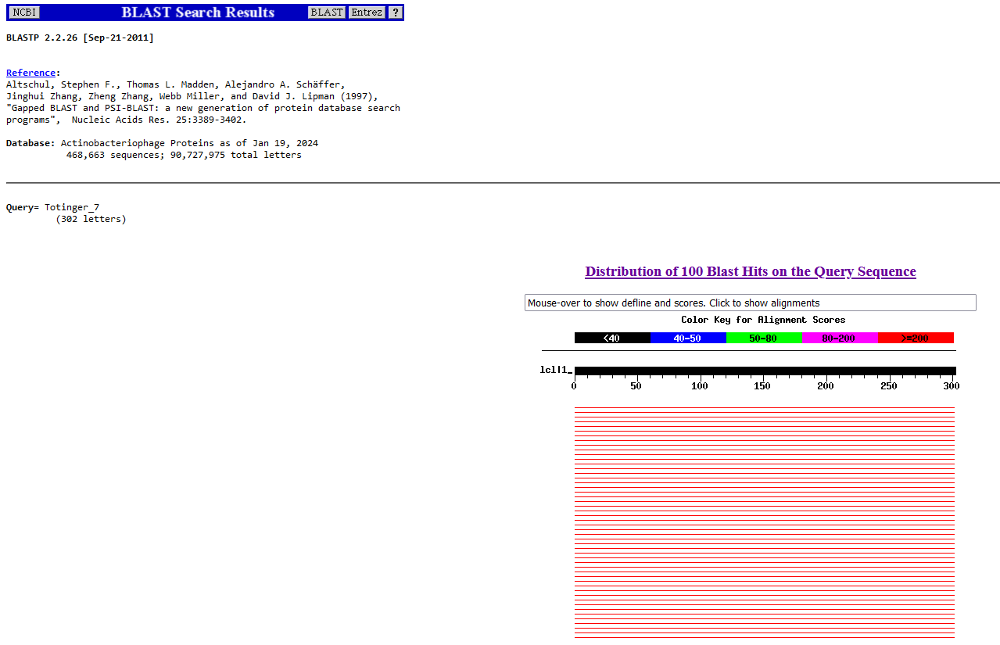 NCBI BLAST Search Results BLAST Entrez ?
BLASTP 2.2.26 [Sep-21-2011]
Reference:
Altschul, Stephen F., Thomas L. Madden, Alejandro A. Schäffer,
Jinghui Zhang, Zheng Zhang, Webb Miller, and David J. Lipman (1997),
"Gapped BLAST and PSI-BLAST: a new generation of protein database search
programs", Nucleic Acids Res. 25:3389-3402.
Database: Actinobacteriophage Proteins as of Jan 19, 2024
468,663 sequences; 90,727,975 total letters
Query= Totinger_7
(302 letters)
Distribution of 100 Blast Hits on the Query Sequence
Mouse-over to show defline and scores. Click to show alignments
Color Key for Alignment Scores
<40 40-50 50-80 80-200 >=200
lcl|1_
0 50 100 150 200 250 300